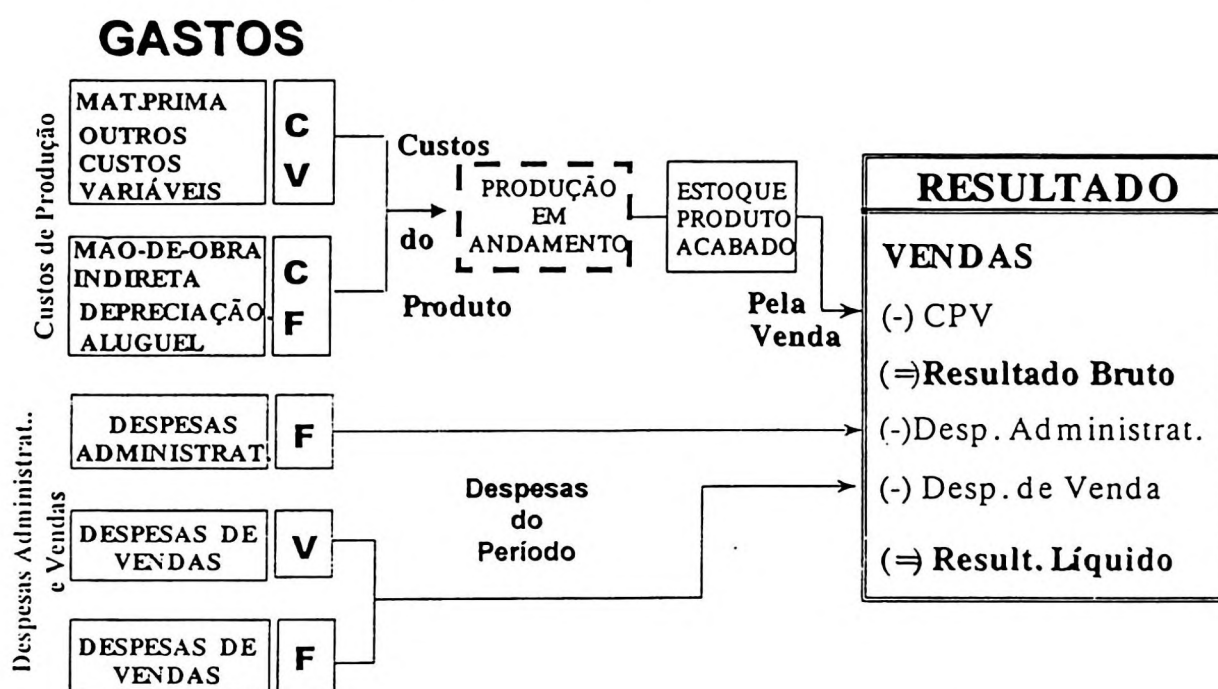 GASTOS
Custos de Produção
MAT.PRIMA
OUTROS
CUSTOS
VARIÁVEIS
C
V
MÃO-DE-OBRA
INDIRETA
DEPRECIAÇÃO.
ALUGUEL
C
F
Custos
do
Produto
PRODUÇÃO
EM
ANDAMENTO
ESTOQUE
PRODUTO
ACABADO
Pela
Venda
Despesas Administrat..
e Vendas
DESPESAS
ADMINISTRAT.
F
DESPESAS DE
VENDAS
V
DESPESAS DE
VENDAS
F
Despesas
do
Período
RESULTADO
VENDAS
(-) CPV
(=)Resultado Bruto
(-)Desp. Administrat.
(-) Desp. de Venda
(=) Result. Líquido